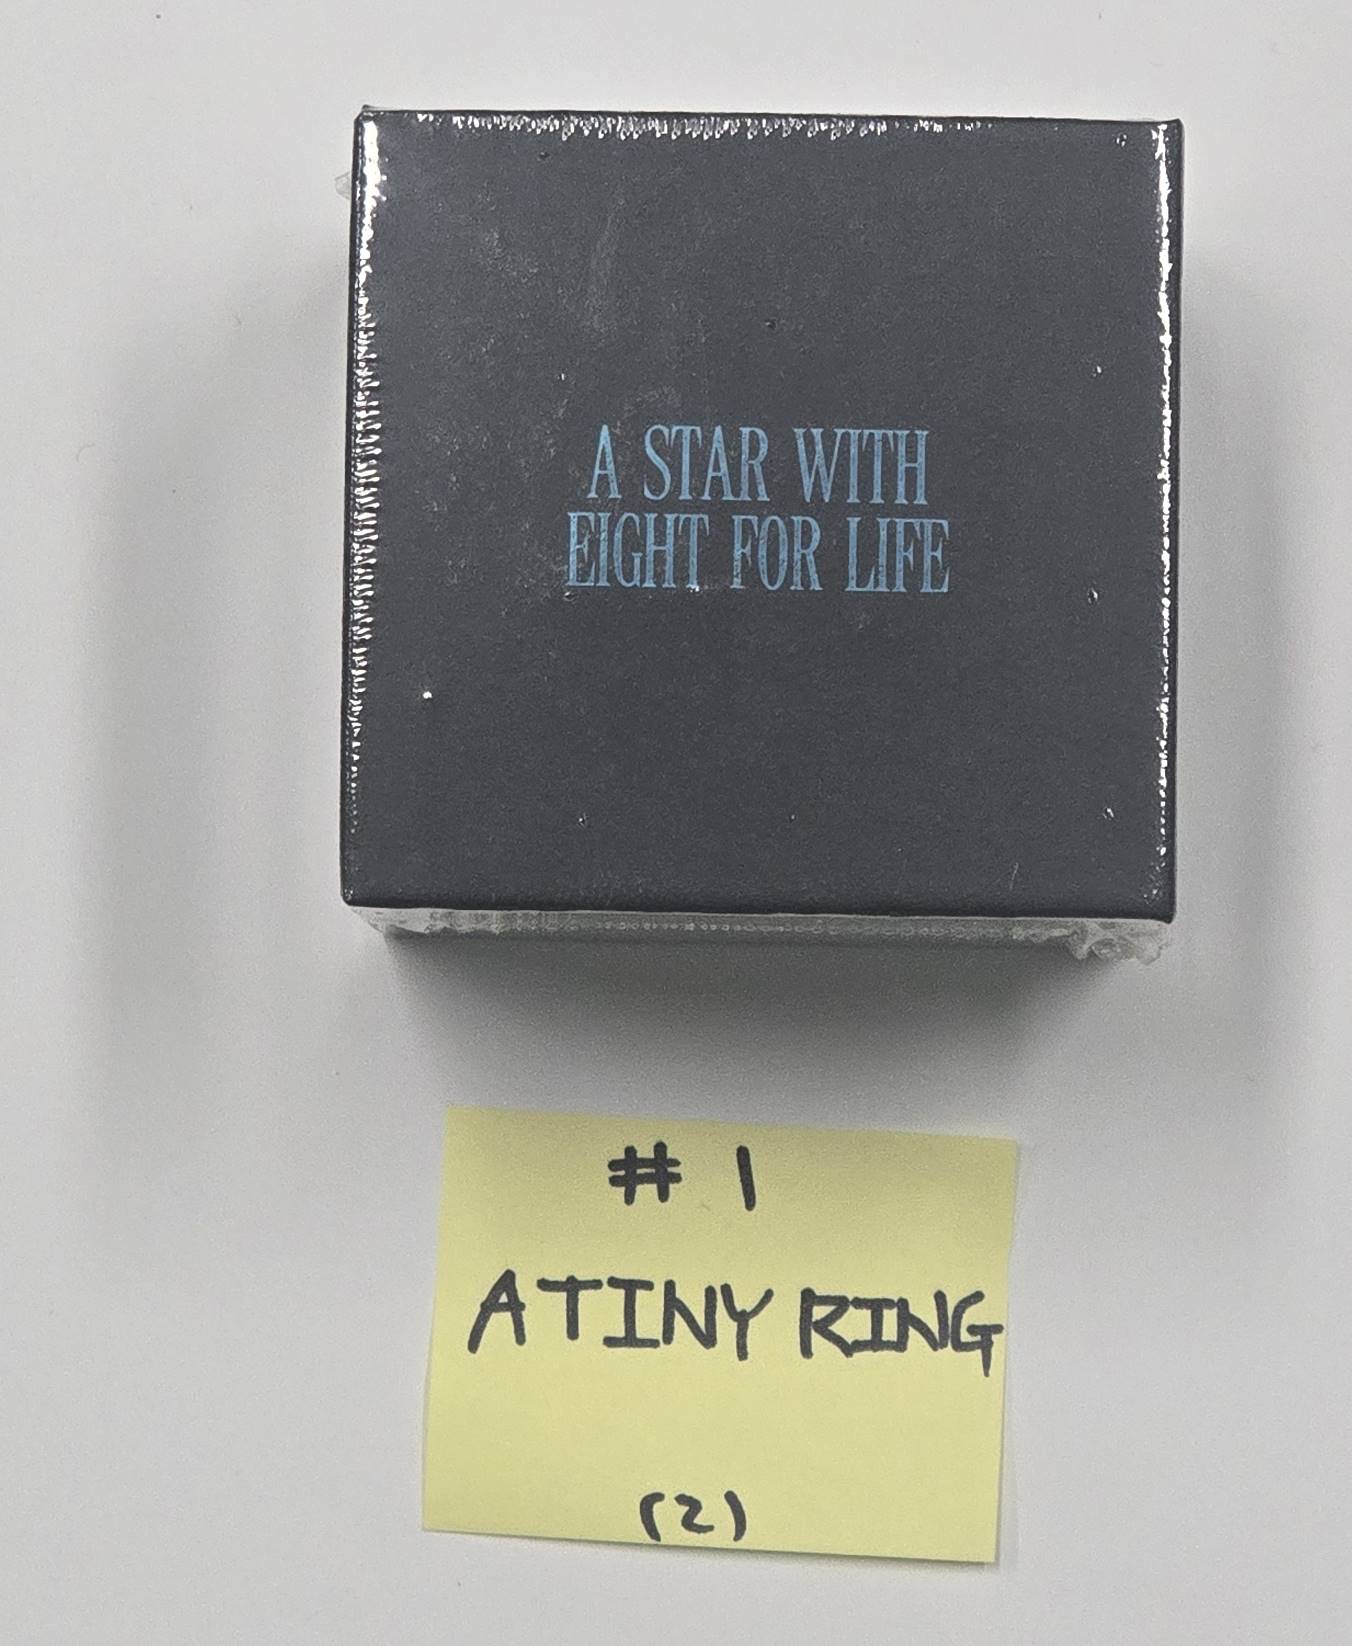 A STAR WITH
EIGHT FOR LIFE
# 1
ATINY RING
(2)